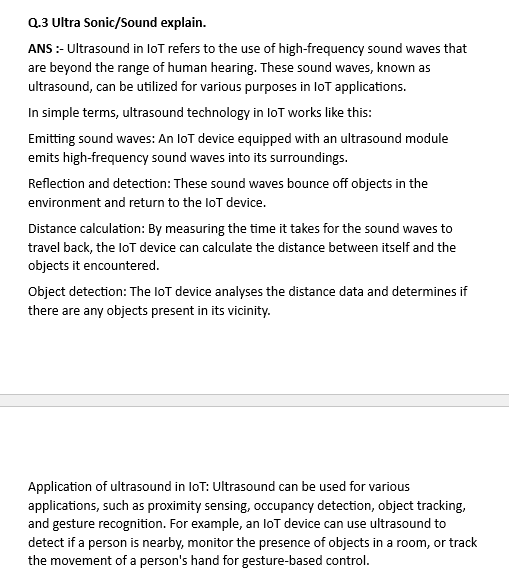 Q.3 Ultra Sonic/Sound explain.
ANS :- Ultrasound in IoT refers to the use of high-frequency sound waves that
are beyond the range of human hearing. These sound waves, known as
ultrasound, can be utilized for various purposes in IoT applications.
In simple terms, ultrasound technology in IoT works like this:
Emitting sound waves: An IoT device equipped with an ultrasound module
emits high-frequency sound waves into its surroundings.
Reflection and detection: These sound waves bounce off objects in the
environment and return to the IoT device.
Distance calculation: By measuring the time it takes for the sound waves to
travel back, the IoT device can calculate the distance between itself and the
objects it encountered.
Object detection: The IoT device analyses the distance data and determines if
there are any objects present in its vicinity.
Application of ultrasound in IoT: Ultrasound can be used for various
applications, such as proximity sensing, occupancy detection, object tracking,
and gesture recognition. For example, an IoT device can use ultrasound to
detect if a person is nearby, monitor the presence of objects in a room, or track
the movement of a person's hand for gesture-based control.